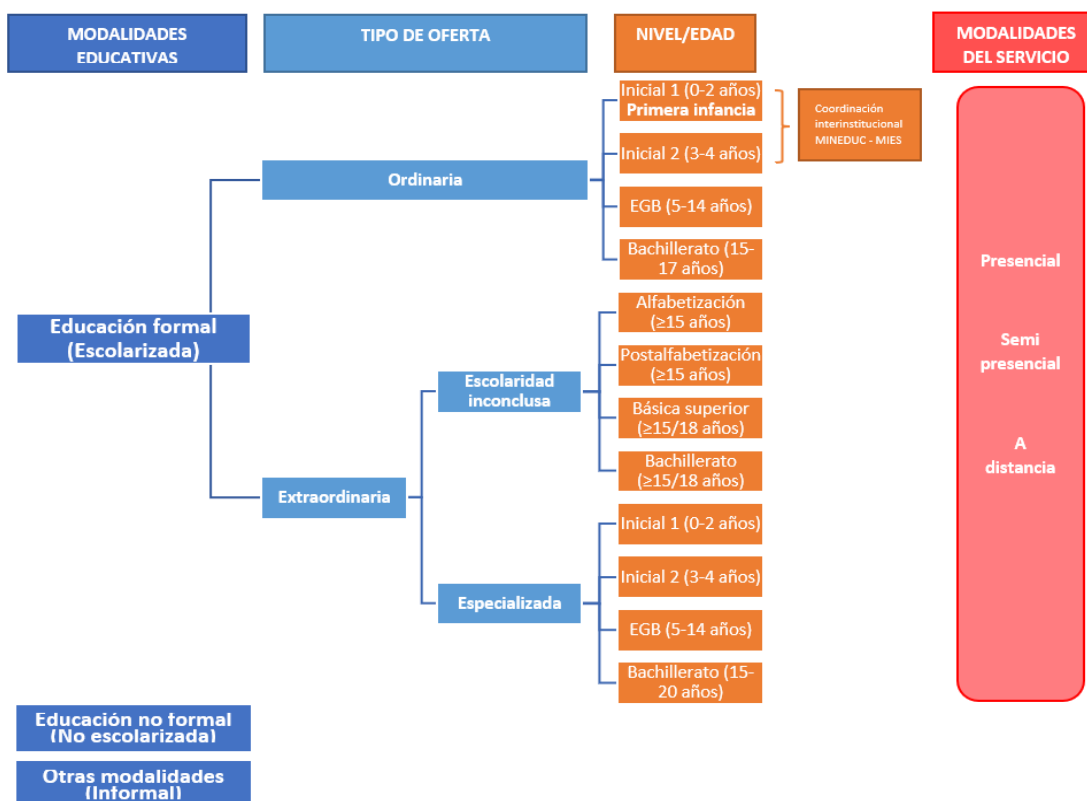 MODALIDADES
EDUCATIVAS
TIPO DE OFERTA
NIVEL/EDAD
MODALIDADES
DEL SERVICIO
Inicial 1 (0-2 años)
Primera infancia
Coordinación
interinstitucional
MINEDUC - MIES
Inicial 2 (3-4 años)
Ordinaria
EGB (5-14 años)
Bachillerato (15-
17 años)
Educación formal
(Escolarizada)
Alfabetización
(≥15 años)
Postalfabetización
(≥15 años)
Escolaridad
inconclusa
Básica superior
(≥15/18 años)
Bachillerato
(≥15/18 años)
Extraordinaria
Inicial 1 (0-2 años)
Inicial 2 (3-4 años)
Especializada
EGB (5-14 años)
Bachillerato (15-
20 años)
Presencial
Semi
presencial
A
distancia
Educación no formal
(No escolarizada)
Otras modalidades
(Informal)